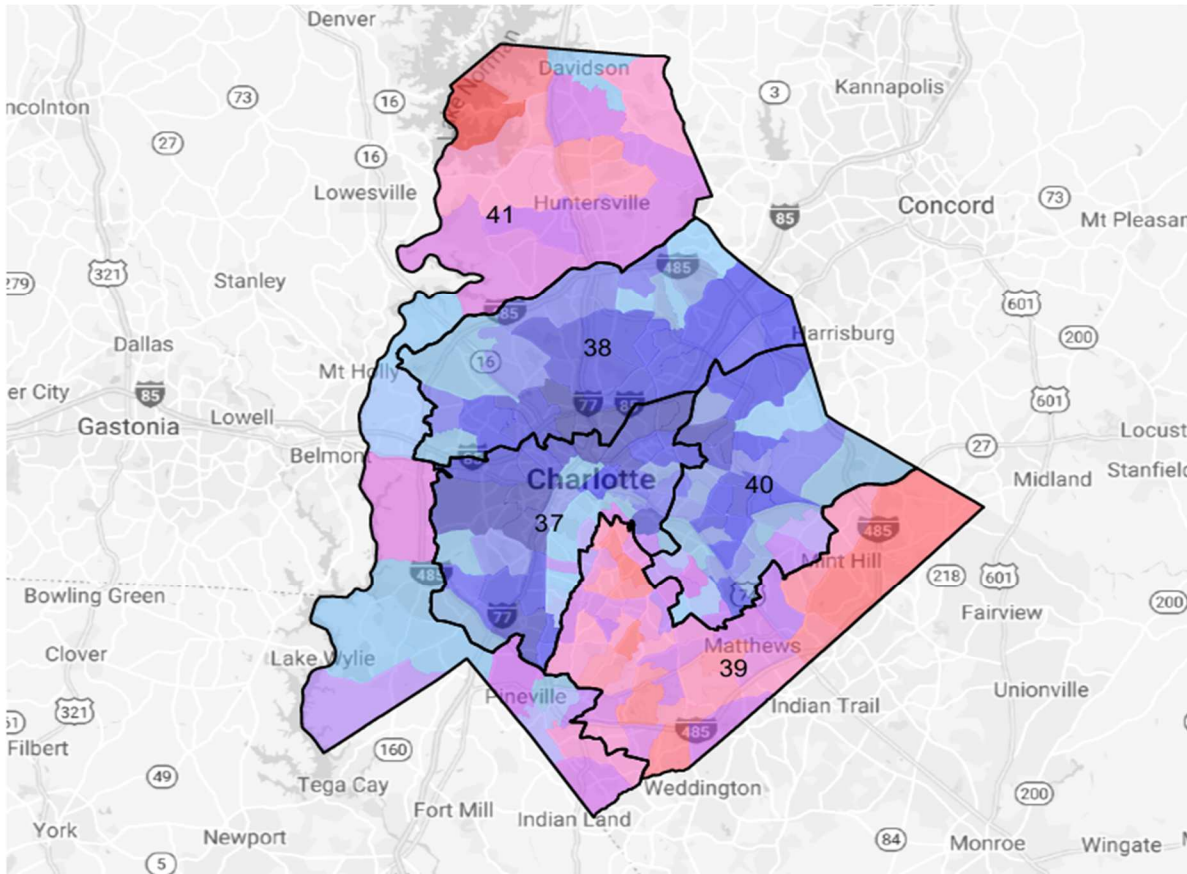 Denver
Davidson
Kannapolis
3
73
16
ncolnton
Norman
27
16
Lowesville
Huntersville
41
73
Concord
Mt Pleasan
85
321
279
Stanley
485
601
485
Harrisburg
200
Dallas
38
16
Mt Holly
er City
85
77
85
601
Lowell
Gastonia
Locust
27
Belmont
85
Charlotte
Midland
Stanfield
40
37
485
Mint Hill
485
218
601
Bowling Green
77
74
200
Fairview
Clover
Lake Wylie
Matthews
39
Pineville
Unionville
321
Indian Trail
485
Filbert
160
49
Tega Cay
Weddington
Fort Mill
Indian Land
200
York
Newport
84
Monroe
Wingate
5